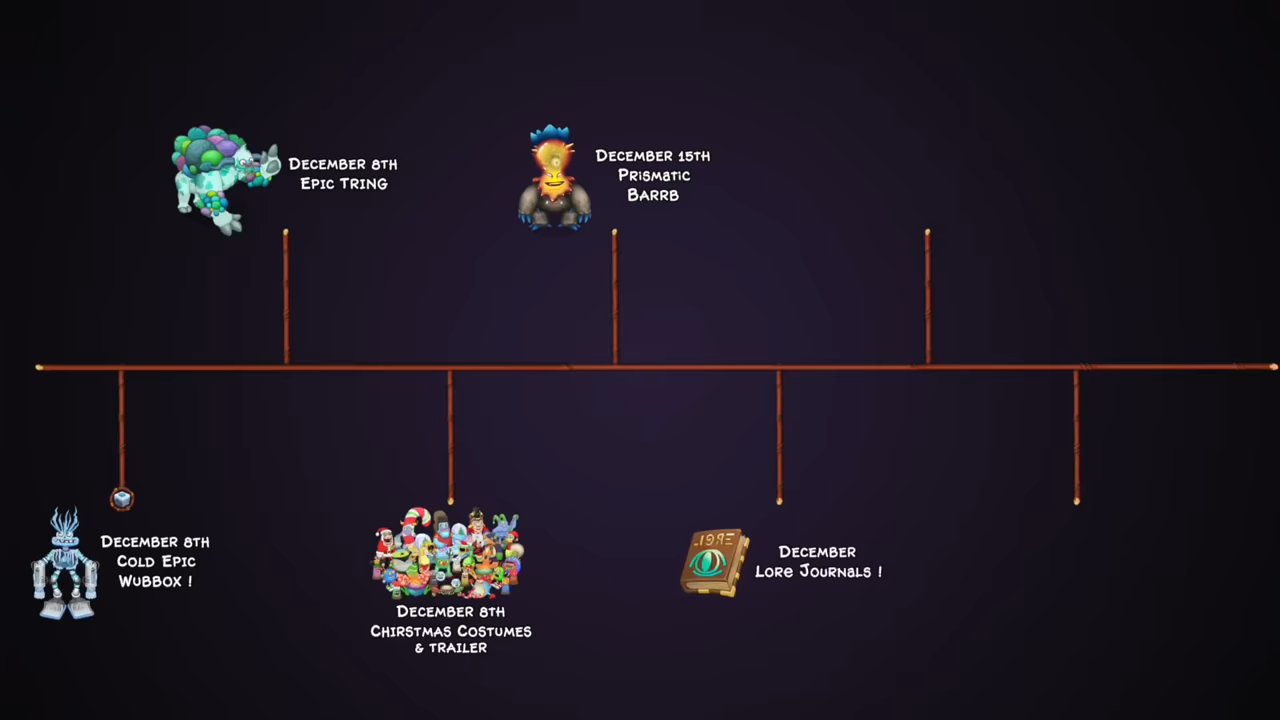 DECEMBER 8TH
EPIC TRING
DECEMBER 15TH
PRISMATIC
BARRB
DECEMBER 8TH
COLD EPIC
WUBBOX !
DECEMBER 8TH
CHIRSTMAS COSTUMES
& TRAILER
DECEMBER
LORE JOURNALS !